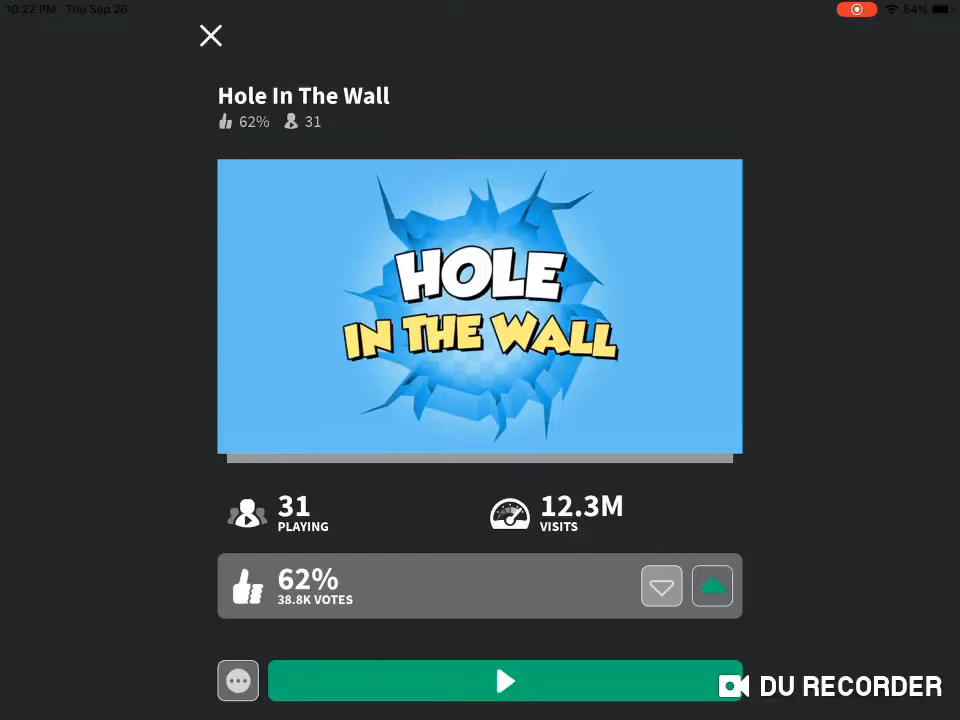 10:22 PM Thu Sep 26
84%
Hole In The Wall
62% 31
HOLE
IN THE WALL
31
PLAYING
12.3M
VISITS
62%
38.8K VOTES
DU RECORDER